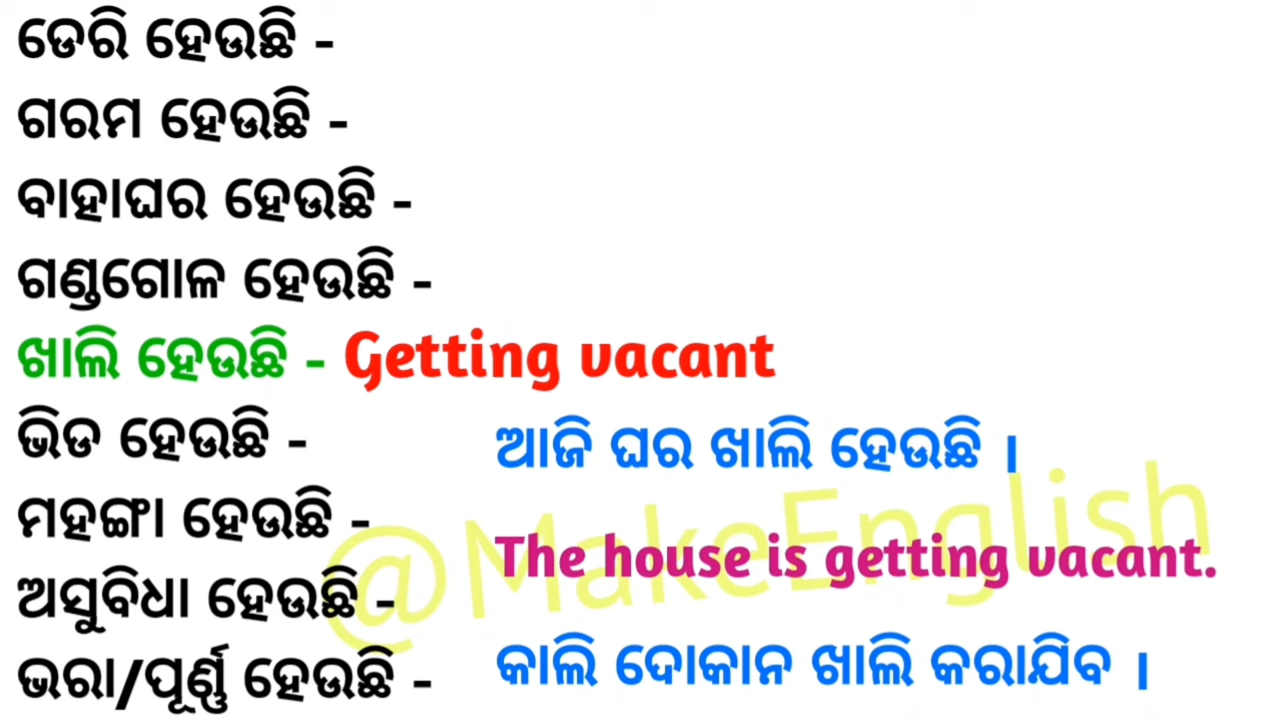 ଡେରି ହେଉଛି -
ଗରମ ହେଉଛି -
ବାହାଘର ହେଉଛି -
ଗଣ୍ଡଗୋଳ ହେଉଛି -
ଖାଲି ହେଉଛି - Getting vacant
ଭିଡ ହେଉଛି -
ଆଜି ଘର ଖାଲି ହେଉଛି ।
ମହଙ୍ଗା ହେଉଛି -
@MakeEnglish
The house is getting vacant.
ଅସୁବିଧା ହେଉଛି -
କାଲି ଦୋକାନ ଖାଲି କରାଯିବ ।
ଭରା/ପୂର୍ଣ୍ଣ ହେଉଛି -